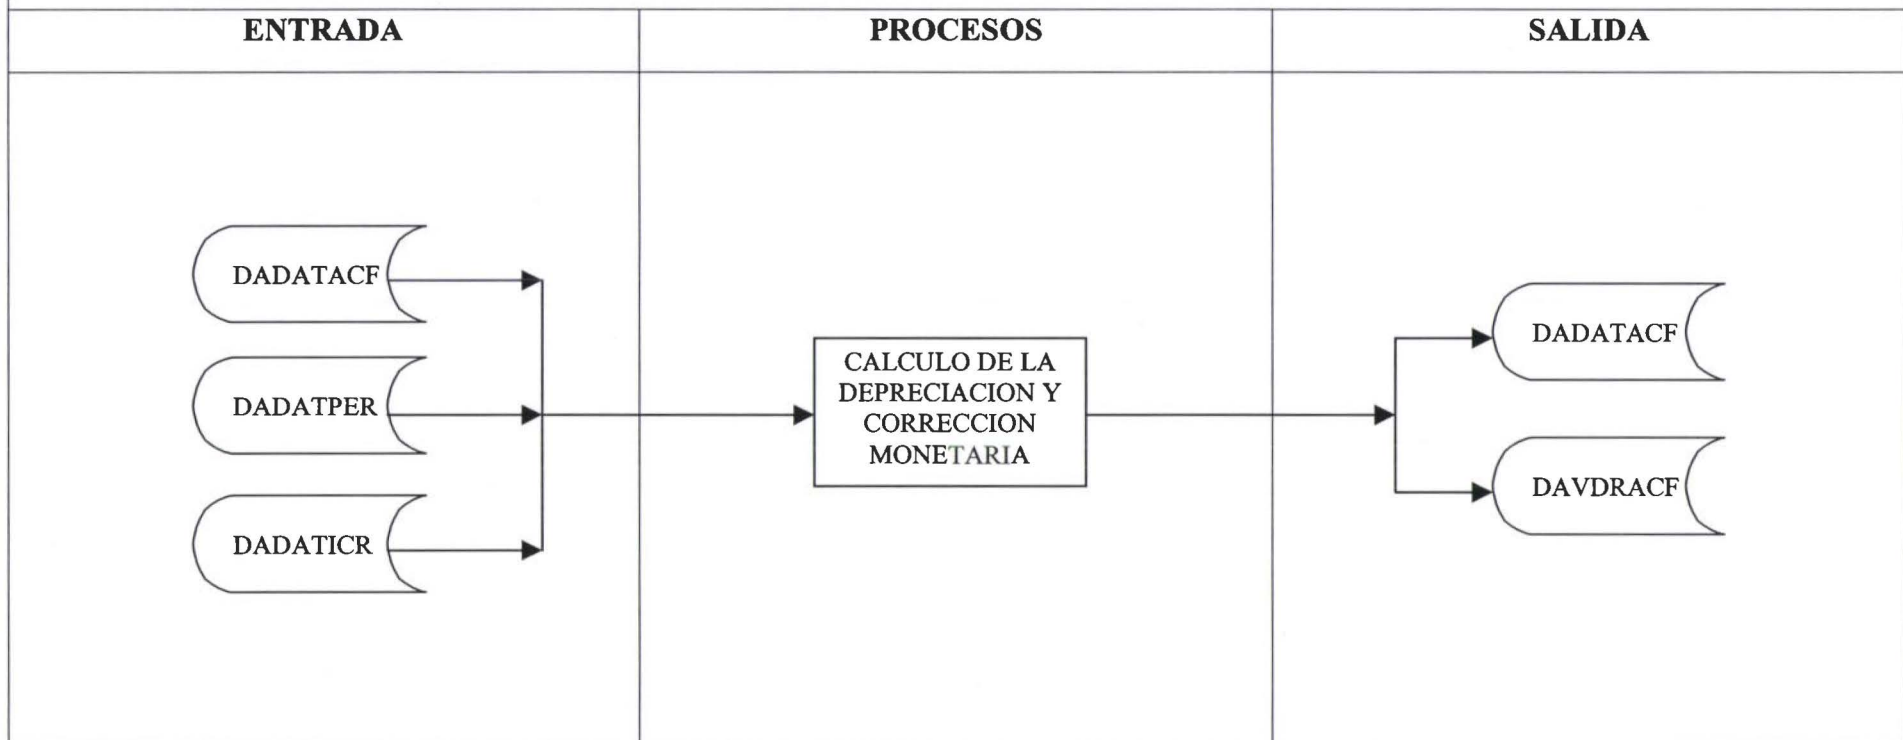 ENTRADA
PROCESOS
SALIDA
DADATACF
DADATPER
DADATICR
CALCULO DE LA
DEPRECIACION Y
CORRECCION
MONETARIA
DADATACF
DAVDRACF